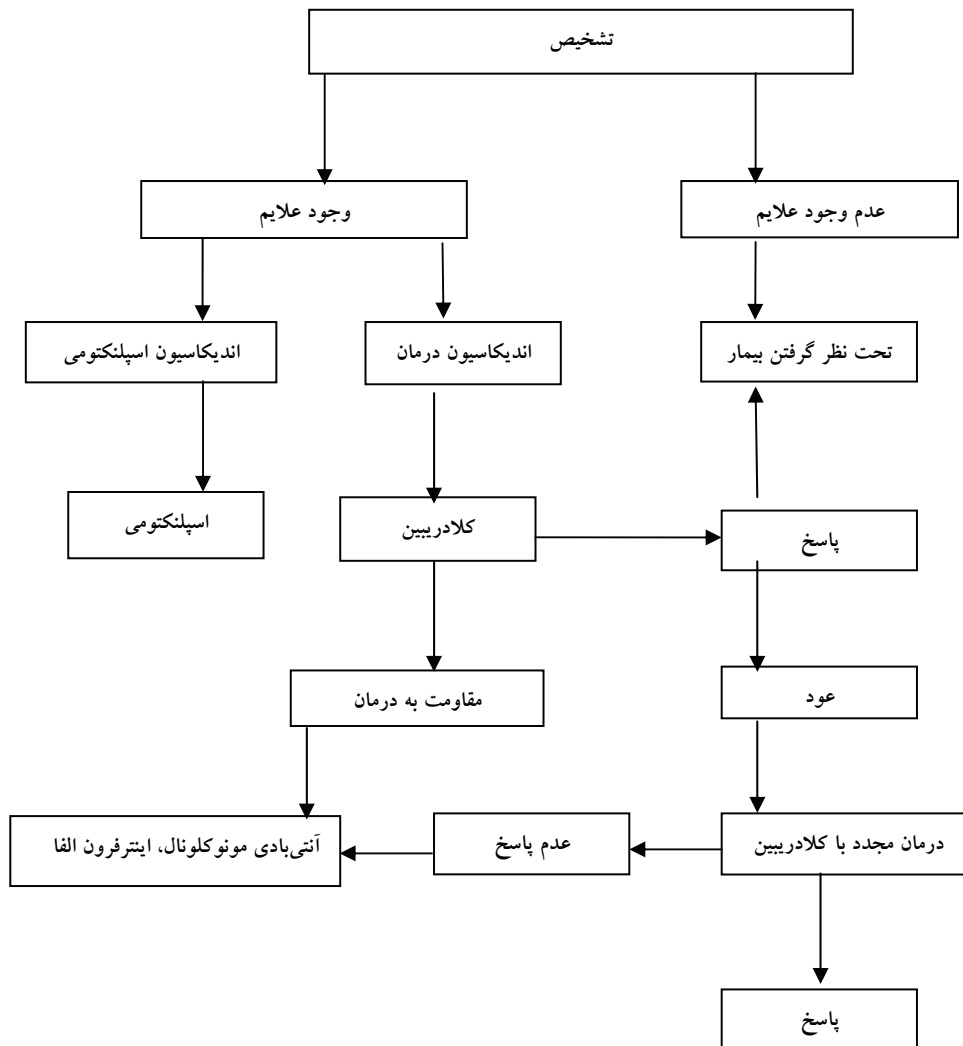 تشخیص
عدم وجود علایم
وجود علایم
تحت نظر گرفتن بیمار
اندیکاسیون درمان
اندیکاسیون اسپلنکتومی
پاسخ
کلادریبین
اسپلنکتومی
عود
مقاومت به درمان
درمان مجدد با کلادریبین
عدم پاسخ
آنتی‌بادی مونوکلونال، اینترفرون الفا
پاسخ